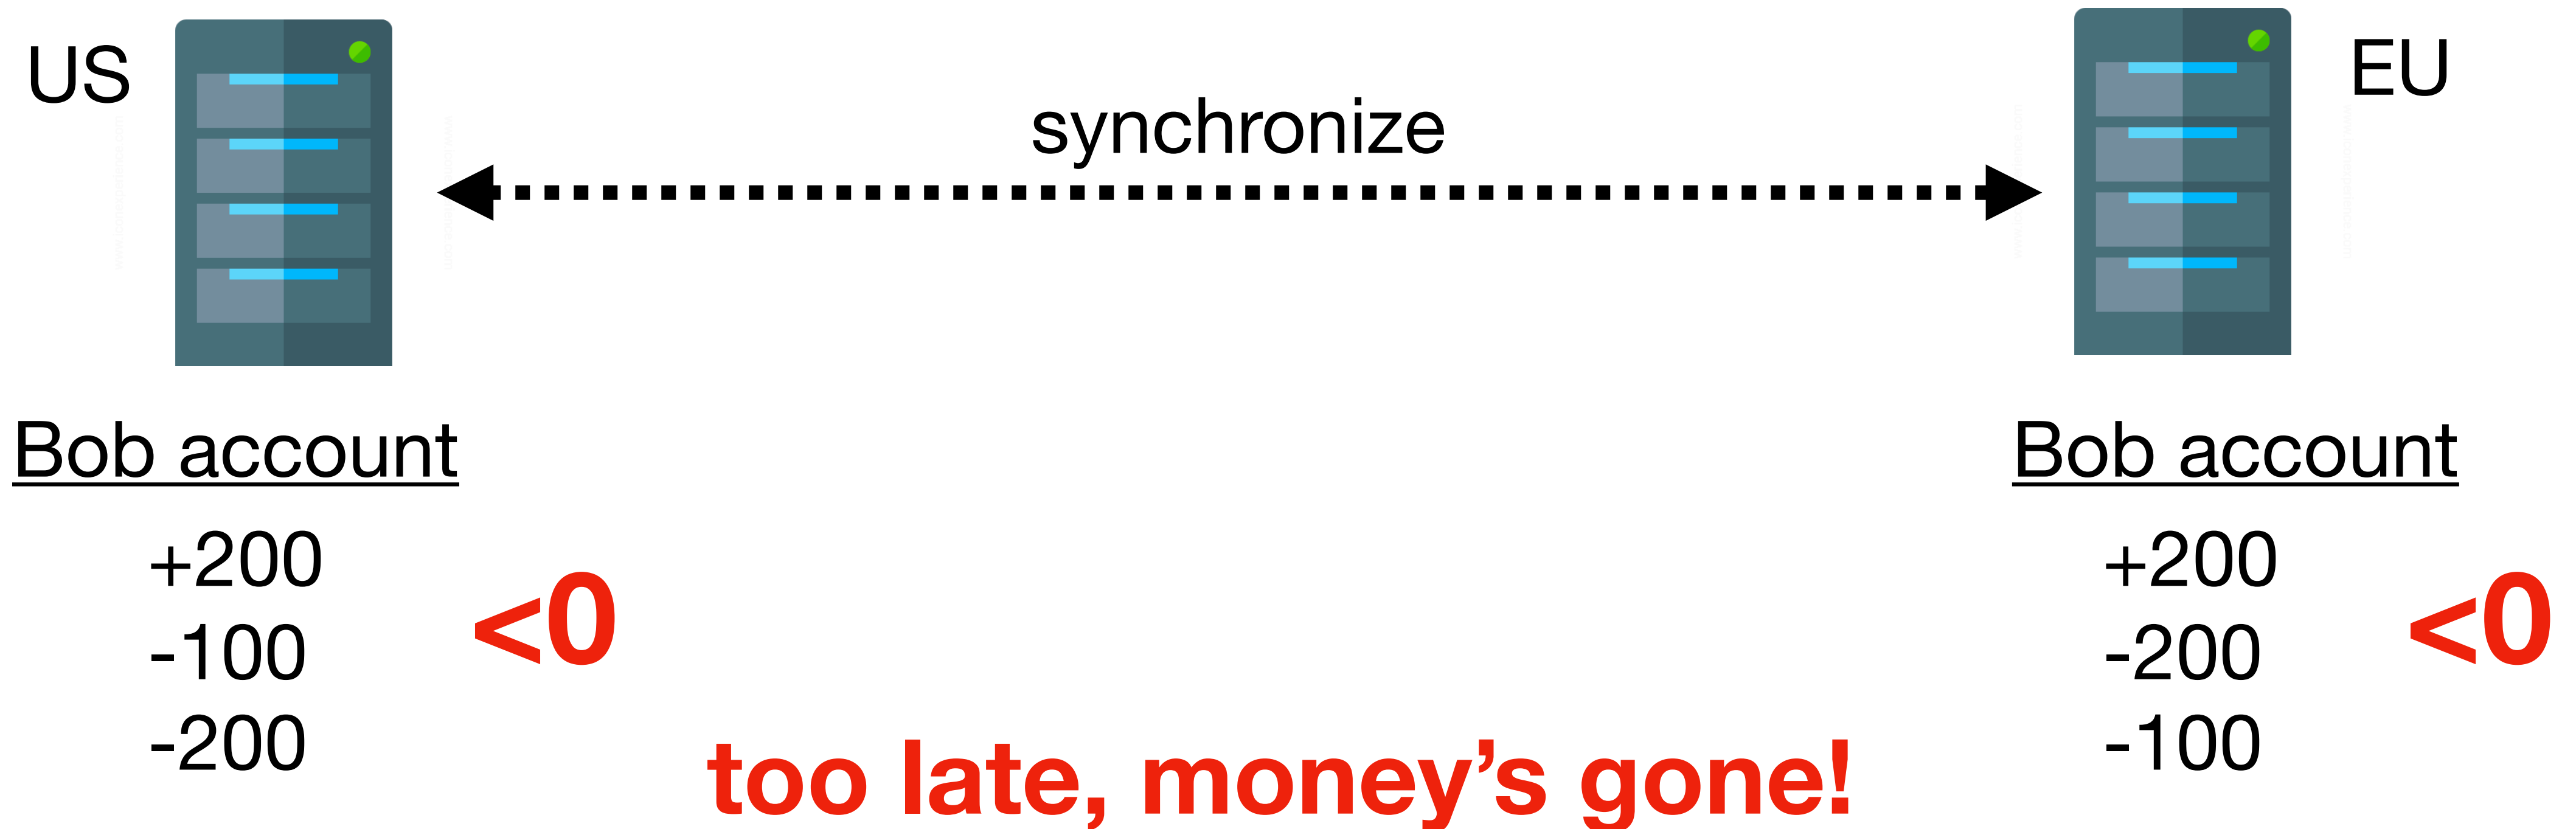 US
synchronize
EU
Bob account
+200
-100
-200
<0
Bob account
+200
-200
-100
<0
too late, money’s gone!